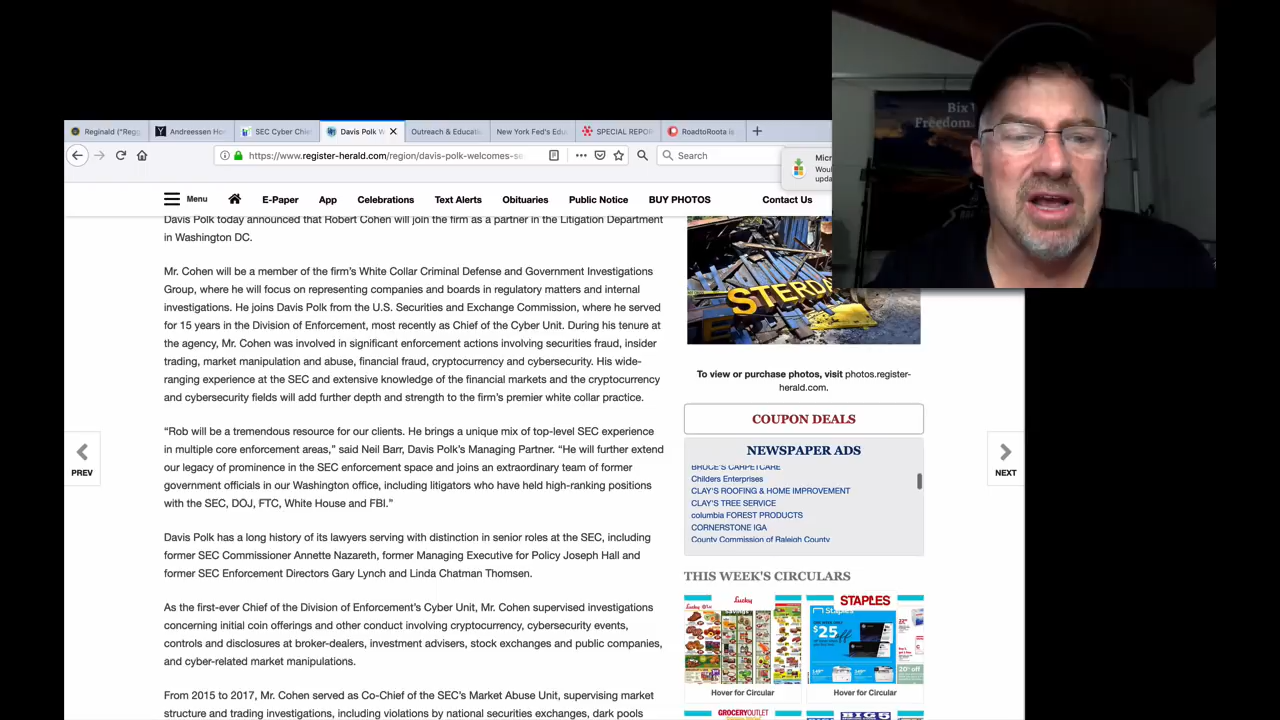 Reginald ("Regg
Andreessen Hor
SEC Cyber Chief
Davis Polk W
Outreach & Educati
New York Fed's Edu
SPECIAL REPOR
RoadtoRoota is
https://www.register-herald.com/region/davis-polk-welcomes-se
Search
Micr
Wou
upda
Bix
Freedom
Menu
E-Paper
App
Celebrations
Text Alerts
Obituaries
Public Notice
BUY PHOTOS
Contact Us
Davis Polk today announced that Robert Cohen will join the firm as a partner in the Litigation Department
in Washington DC.
Mr. Cohen will be a member of the firm's White Collar Criminal Defense and Government Investigations
Group, where he will focus on representing companies and boards in regulatory matters and internal
investigations. He joins Davis Polk from the U.S. Securities and Exchange Commission, where he served
for 15 years in the Division of Enforcement, most recently as Chief of the Cyber Unit. During his tenure at
the agency, Mr. Cohen was involved in significant enforcement actions involving securities fraud, insider
trading, market manipulation and abuse, financial fraud, cryptocurrency and cybersecurity. His wide-
ranging experience at the SEC and extensive knowledge of the financial markets and the cryptocurrency
and cybersecurity fields will add further depth and strength to the firm's premier white collar practice.
“Rob will be a tremendous resource for our clients. He brings a unique mix of top-level SEC experience
in multiple core enforcement areas,” said Neil Barr, Davis Polk's Managing Partner. “He will further extend
our legacy of prominence in the SEC enforcement space and joins an extraordinary team of former
government officials in our Washington office, including litigators who have held high-ranking positions
with the SEC, DOJ, FTC, White House and FBI.”
Davis Polk has a long history of its lawyers serving with distinction in senior roles at the SEC, including
former SEC Commissioner Annette Nazareth, former Managing Executive for Policy Joseph Hall and
former SEC Enforcement Directors Gary Lynch and Linda Chatman Thomsen.
As the first-ever Chief of the Division of Enforcement's Cyber Unit, Mr. Cohen supervised investigations
concerning initial coin offerings and other conduct involving cryptocurrency, cybersecurity events,
controls and disclosures at broker-dealers, investment advisers, stock exchanges and public companies,
and cyber-related market manipulations.
From 2015 to 2017, Mr. Cohen served as Co-Chief of the SEC's Market Abuse Unit, supervising market
structure and trading investigations, including violations by national securities exchanges, dark pools
PREV
NEXT
STERD
To view or purchase photos, visit photos.register-
herald.com.
COUPON DEALS
NEWSPAPER ADS
BRUCE'S CARPETCARE
Childers Enterprises
CLAY'S ROOFING & HOME IMPROVEMENT
CLAY'S TREE SERVICE
columbia FOREST PRODUCTS
CORNERSTONE IGA
County Commission of Raleigh County
THIS WEEK'S CIRCULARS
Lucky
STAPLES
Staples
$25
off
Hover for Circular
Hover for Circular
GROCERY OUTLET
BIG5